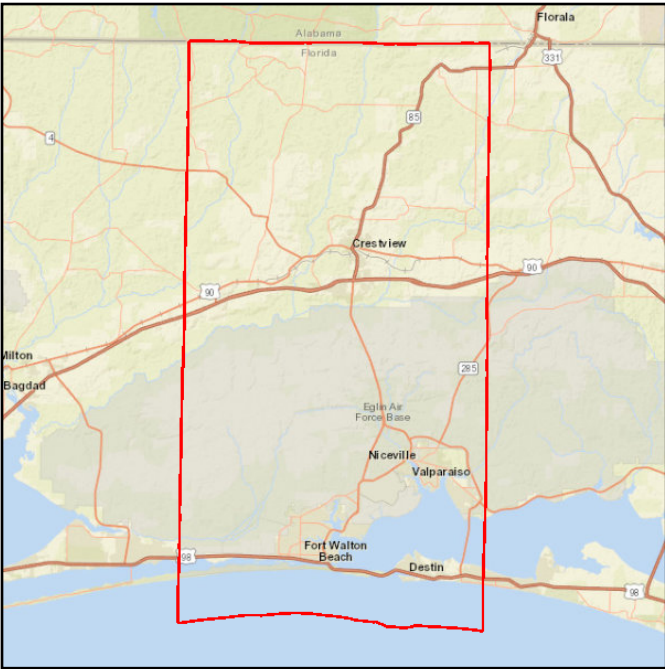 Florala
Alabama
Florida
331
85
4
Crestview
90
90
Milton
Bagdad
285
Eglin Air
Force Base
Niceville
Valparaiso
Fort Walton
Beach
98
Destin
98